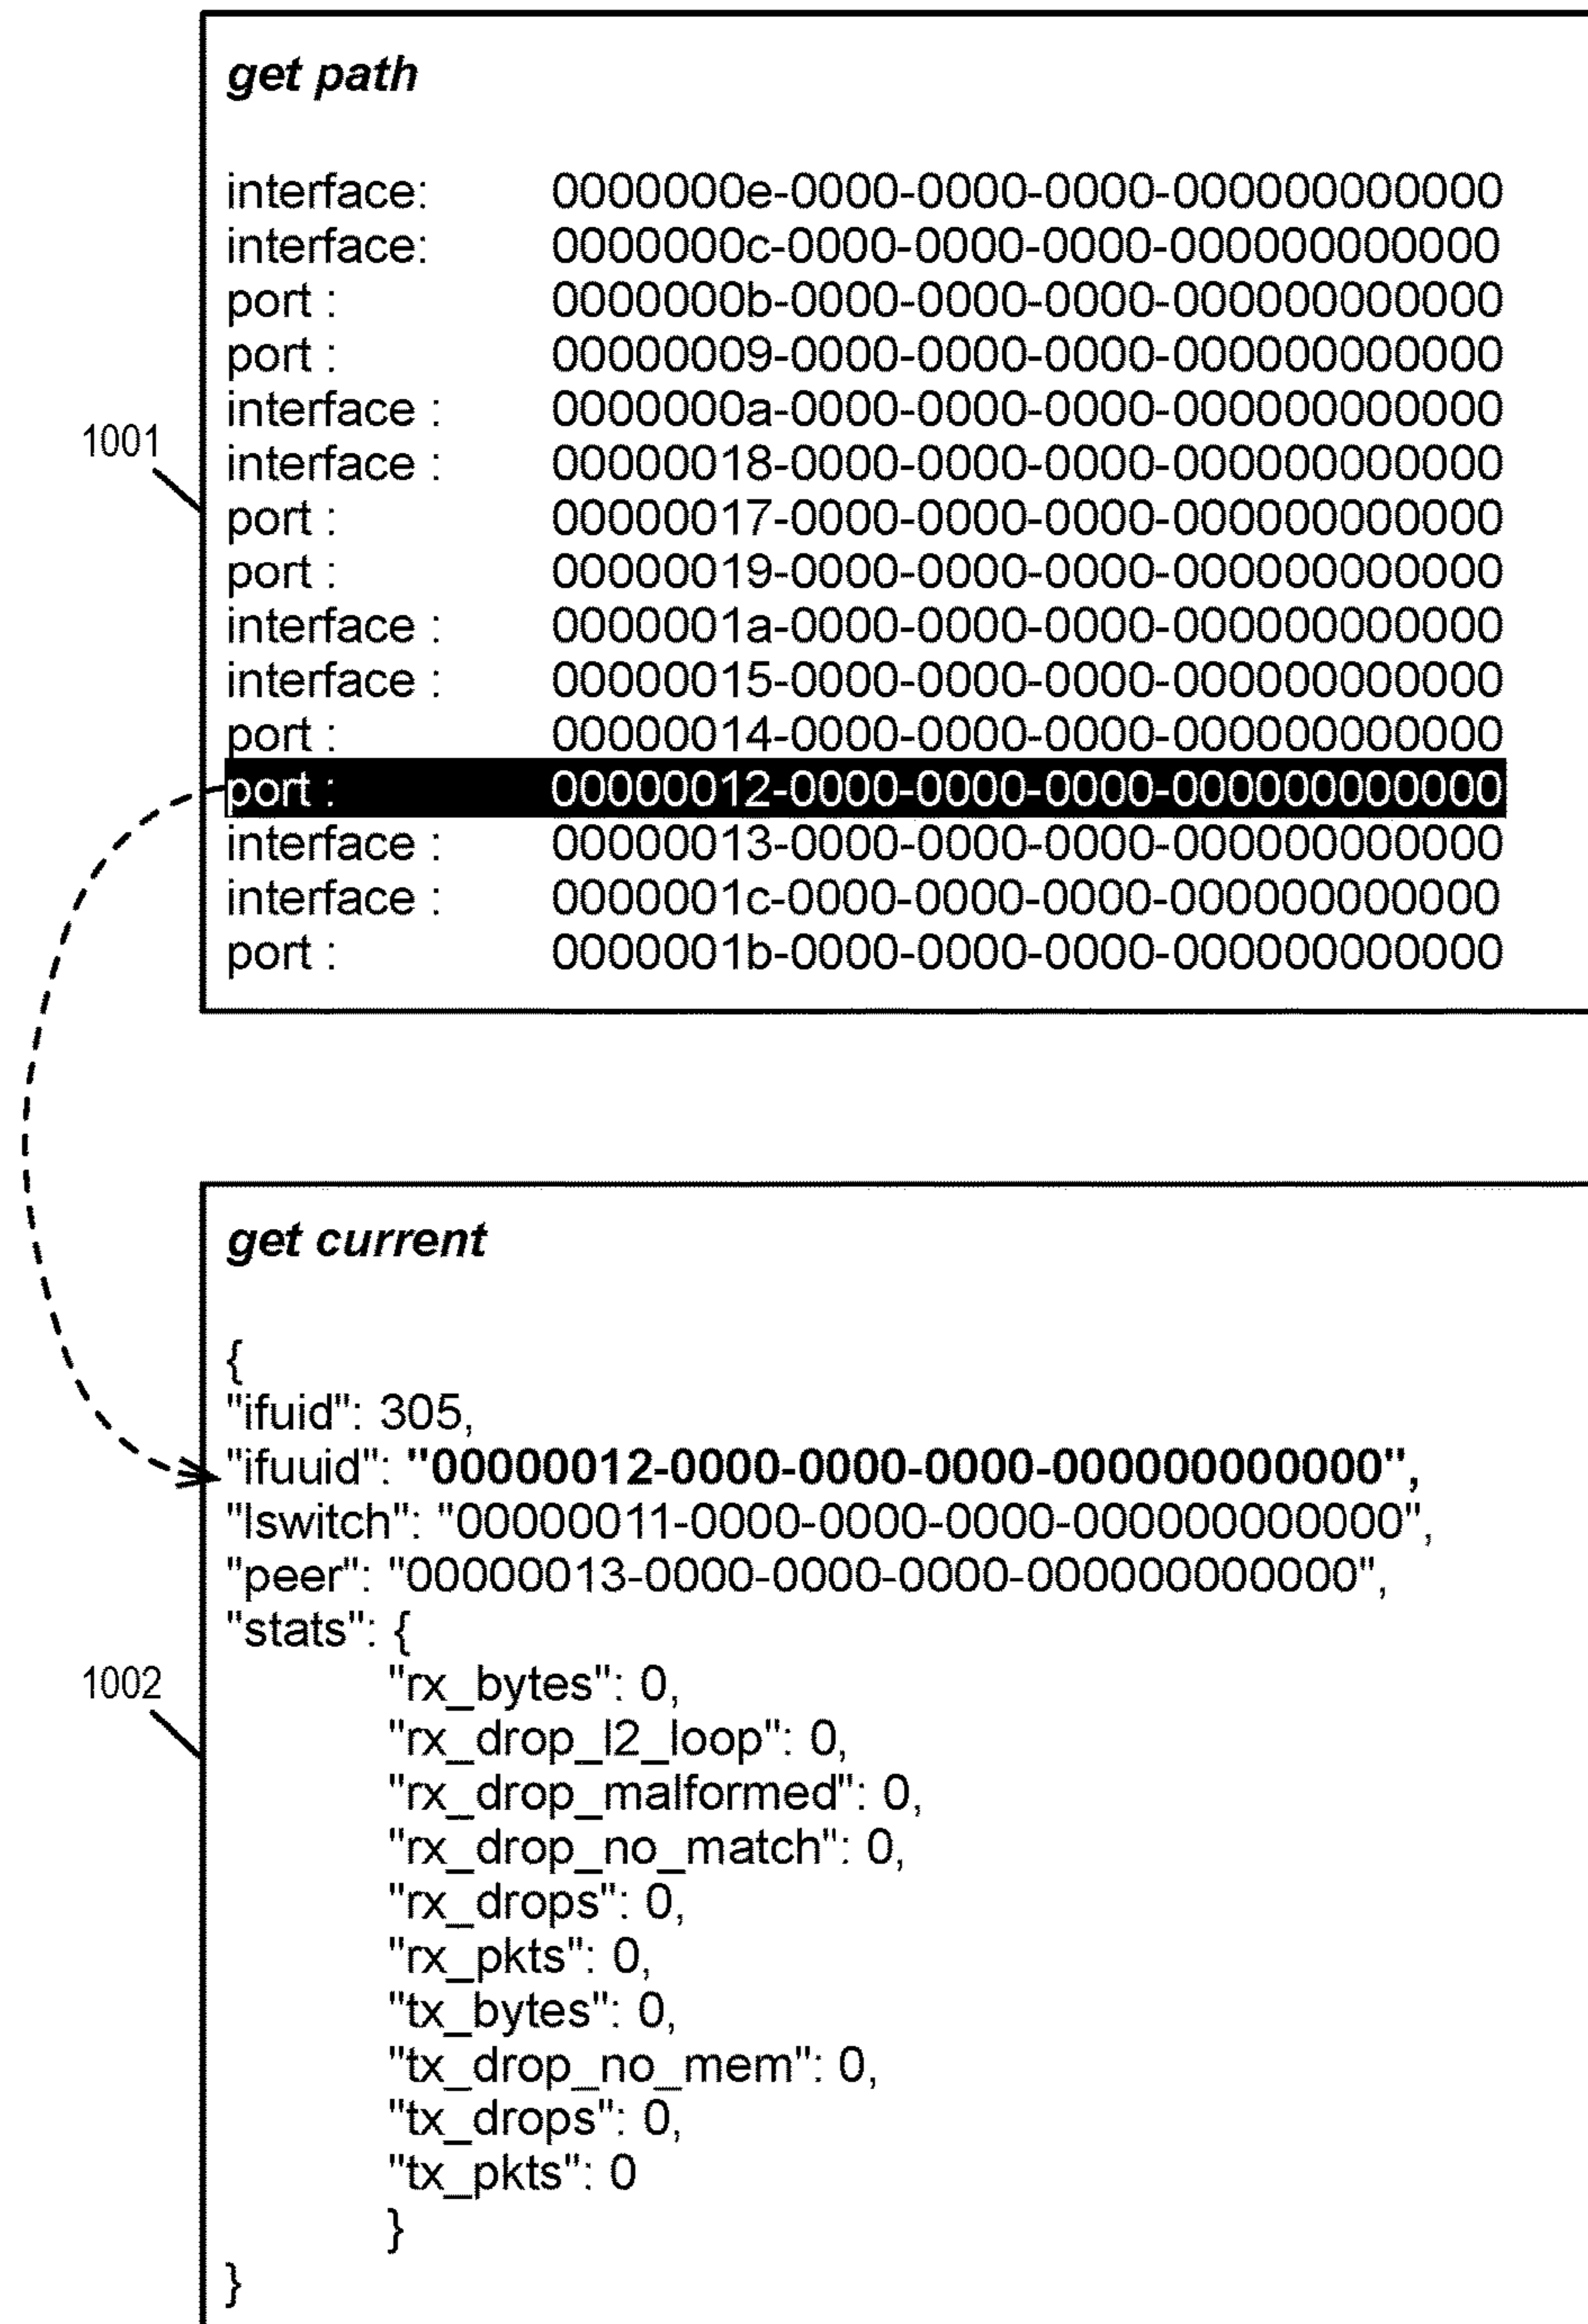 get path
interface: 0000000e-0000-0000-0000-000000000000
interface: 0000000c-0000-0000-0000-000000000000
port : 0000000b-0000-0000-0000-000000000000
port : 00000009-0000-0000-0000-000000000000
interface : 0000000a-0000-0000-0000-000000000000
1001
interface : 00000018-0000-0000-0000-000000000000
port : 00000017-0000-0000-0000-000000000000
port : 00000019-0000-0000-0000-000000000000
interface : 0000001a-0000-0000-0000-000000000000
interface : 00000015-0000-0000-0000-000000000000
port : 00000014-0000-0000-0000-000000000000
port : 00000012-0000-0000-0000-000000000000
interface : 00000013-0000-0000-0000-000000000000
interface : 0000001c-0000-0000-0000-000000000000
port : 0000001b-0000-0000-0000-000000000000
get current
{
"ifuid": 305,
"ifuuid": "00000012-0000-0000-0000-000000000000",
"lswitch": "00000011-0000-0000-0000-000000000000",
"peer": "00000013-0000-0000-0000-000000000000",
"stats": {
1002
"rx_bytes": 0,
"rx_drop_l2_loop": 0,
"rx_drop_malformed": 0,
"rx_drop_no_match": 0,
"rx_drops": 0,
"rx_pkts": 0,
"tx_bytes": 0,
"tx_drop_no_mem": 0,
"tx_drops": 0,
"tx_pkts": 0
}
}